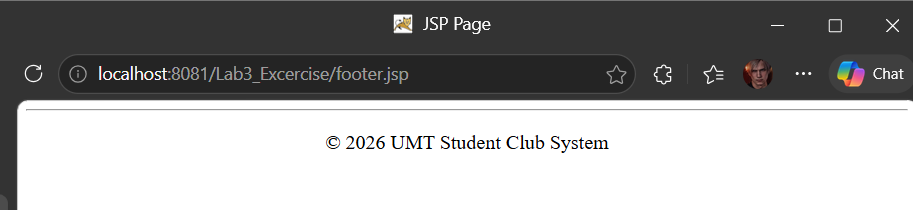 JSP Page
localhost:8081/Lab3_Excercise/footer.jsp
Chat
© 2026 UMT Student Club System